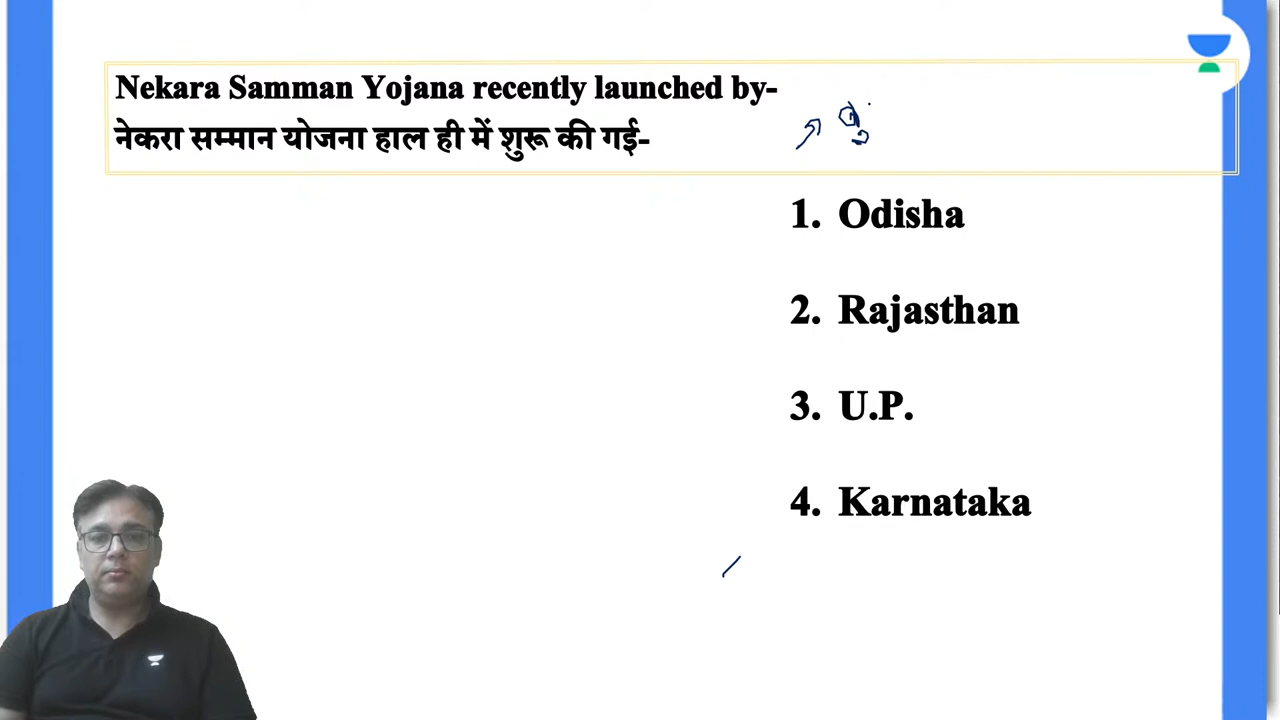 Nekara Samman Yojana recently launched by-
नेकरा सम्मान योजना हाल ही में शुरू की गई-
1. Odisha
2. Rajasthan
3. U.P.
4. Karnataka